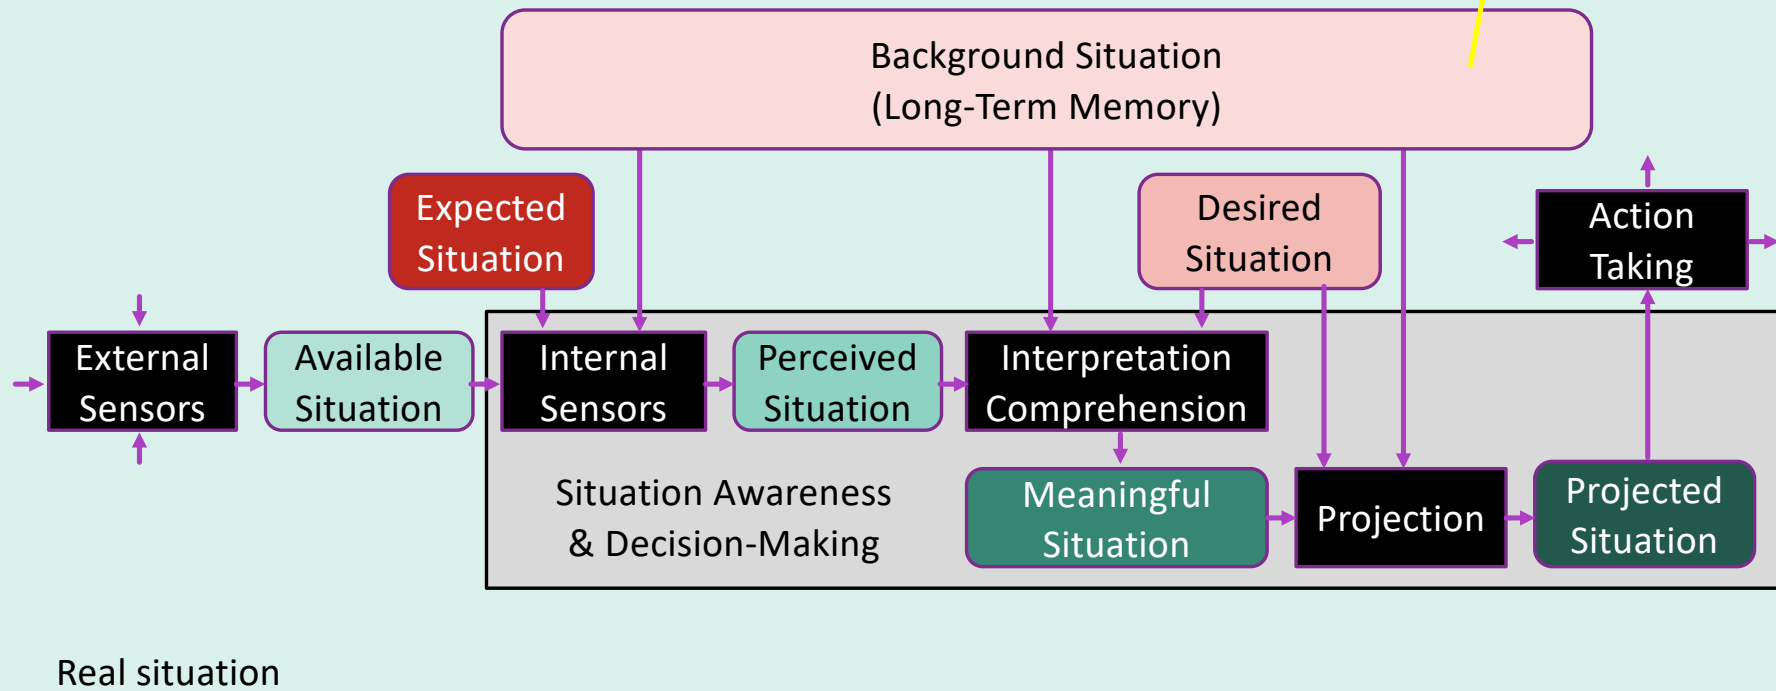 Background Situation
(Long-Term Memory)
Expected
Situation
Desired
Situation
Action
Taking
External
Sensors
Available
Situation
Internal
Sensors
Perceived
Situation
Interpretation
Comprehension
Situation Awareness
& Decision-Making
Meaningful
Situation
Projection
Projected
Situation
Real situation